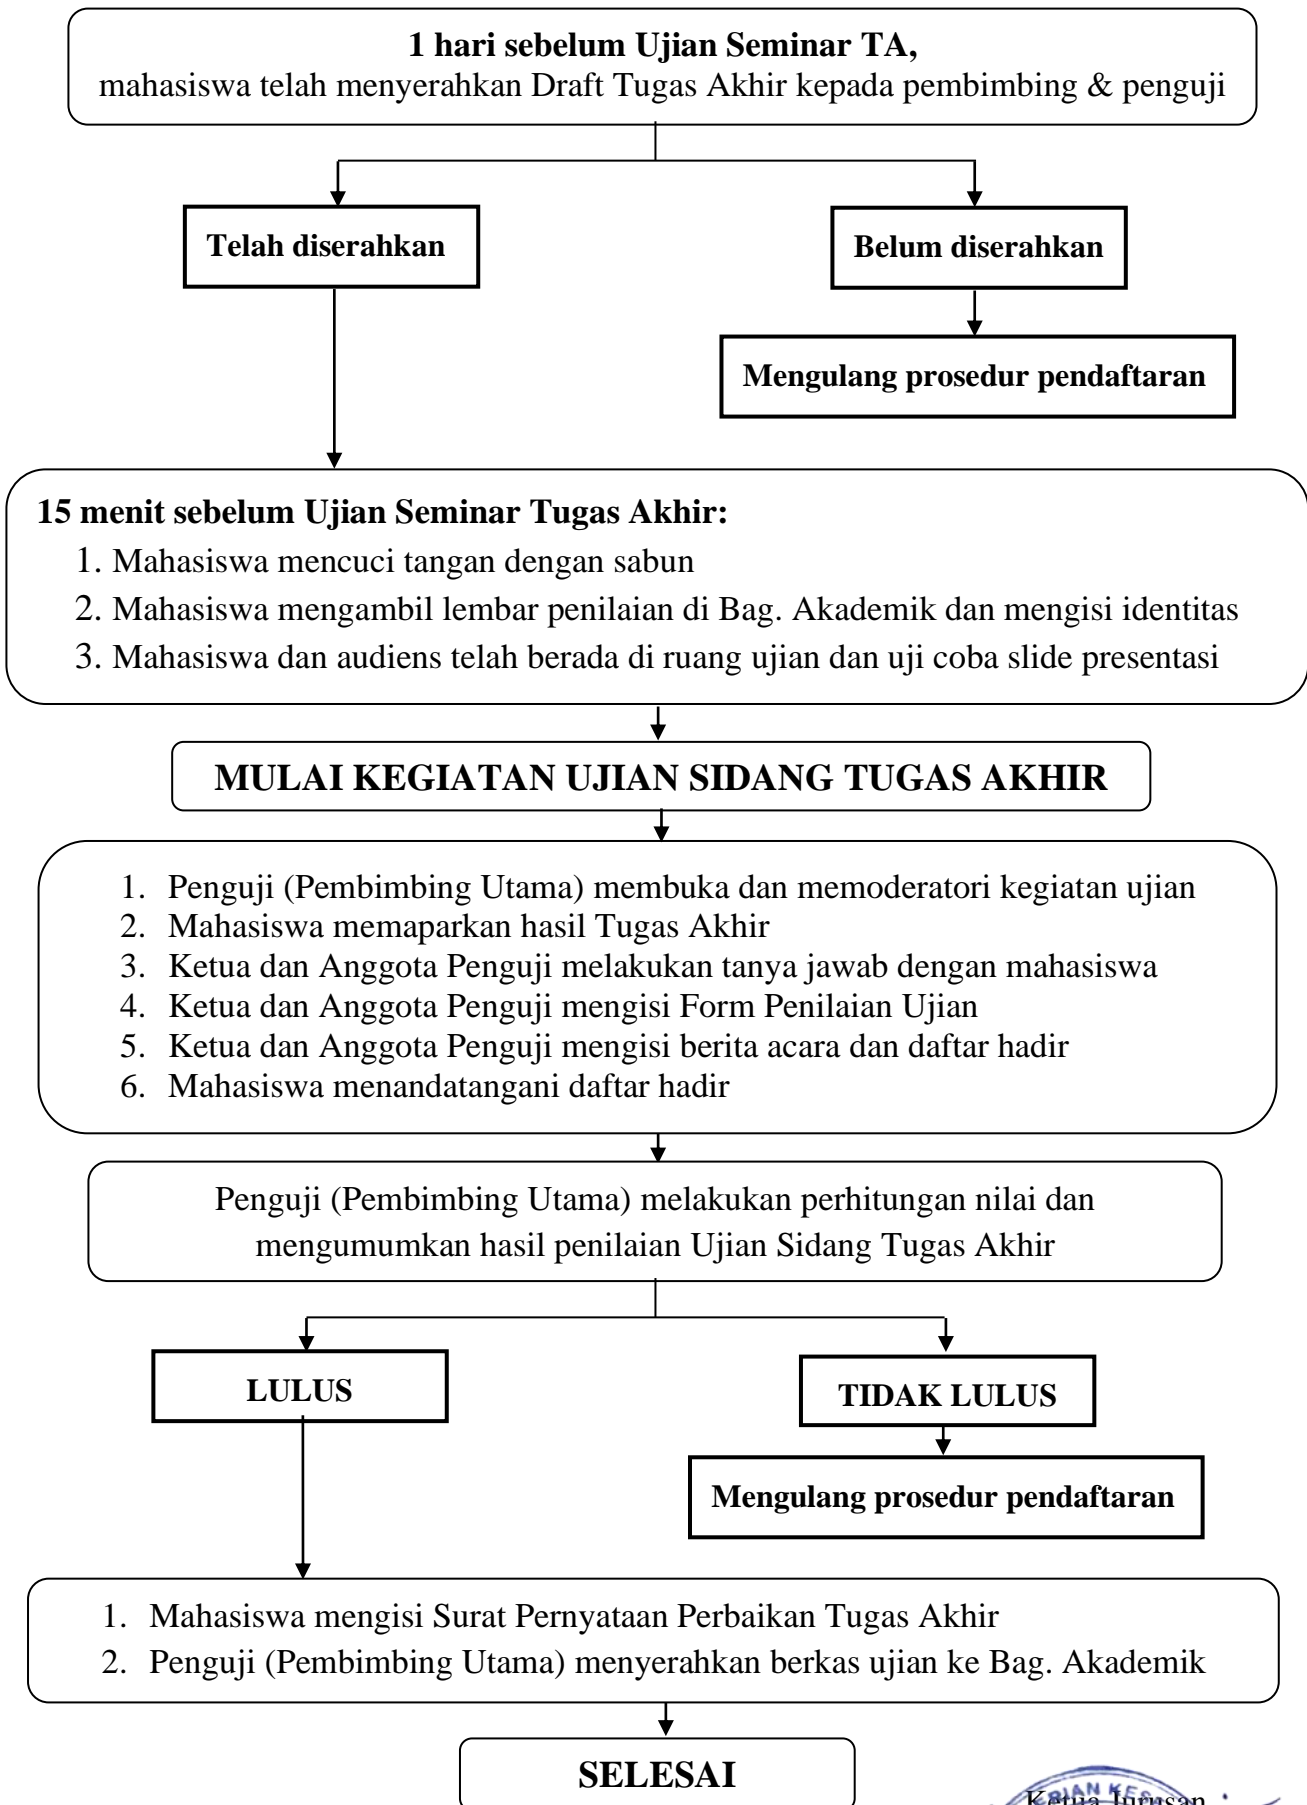 1 hari sebelum Ujian Seminar TA,
mahasiswa telah menyerahkan Draft Tugas Akhir kepada pembimbing & penguji
Telah diserahkan
Belum diserahkan
Mengulang prosedur pendaftaran
15 menit sebelum Ujian Seminar Tugas Akhir:
1. Mahasiswa mencuci tangan dengan sabun
2. Mahasiswa mengambil lembar penilaian di Bag. Akademik dan mengisi identitas
3. Mahasiswa dan audiens telah berada di ruang ujian dan uji coba slide presentasi
MULAI KEGIATAN UJIAN SIDANG TUGAS AKHIR
1. Penguji (Pembimbing Utama) membuka dan memoderatori kegiatan ujian
2. Mahasiswa memaparkan hasil Tugas Akhir
3. Ketua dan Anggota Penguji melakukan tanya jawab dengan mahasiswa
4. Ketua dan Anggota Penguji mengisi Form Penilaian Ujian
5. Ketua dan Anggota Penguji mengisi berita acara dan daftar hadir
6. Mahasiswa menandatangani daftar hadir
Penguji (Pembimbing Utama) melakukan perhitungan nilai dan
mengumumkan hasil penilaian Ujian Sidang Tugas Akhir
LULUS
TIDAK LULUS
Mengulang prosedur pendaftaran
1. Mahasiswa mengisi Surat Pernyataan Perbaikan Tugas Akhir
2. Penguji (Pembimbing Utama) menyerahkan berkas ujian ke Bag. Akademik
SELESAI
Ketua Jurusan